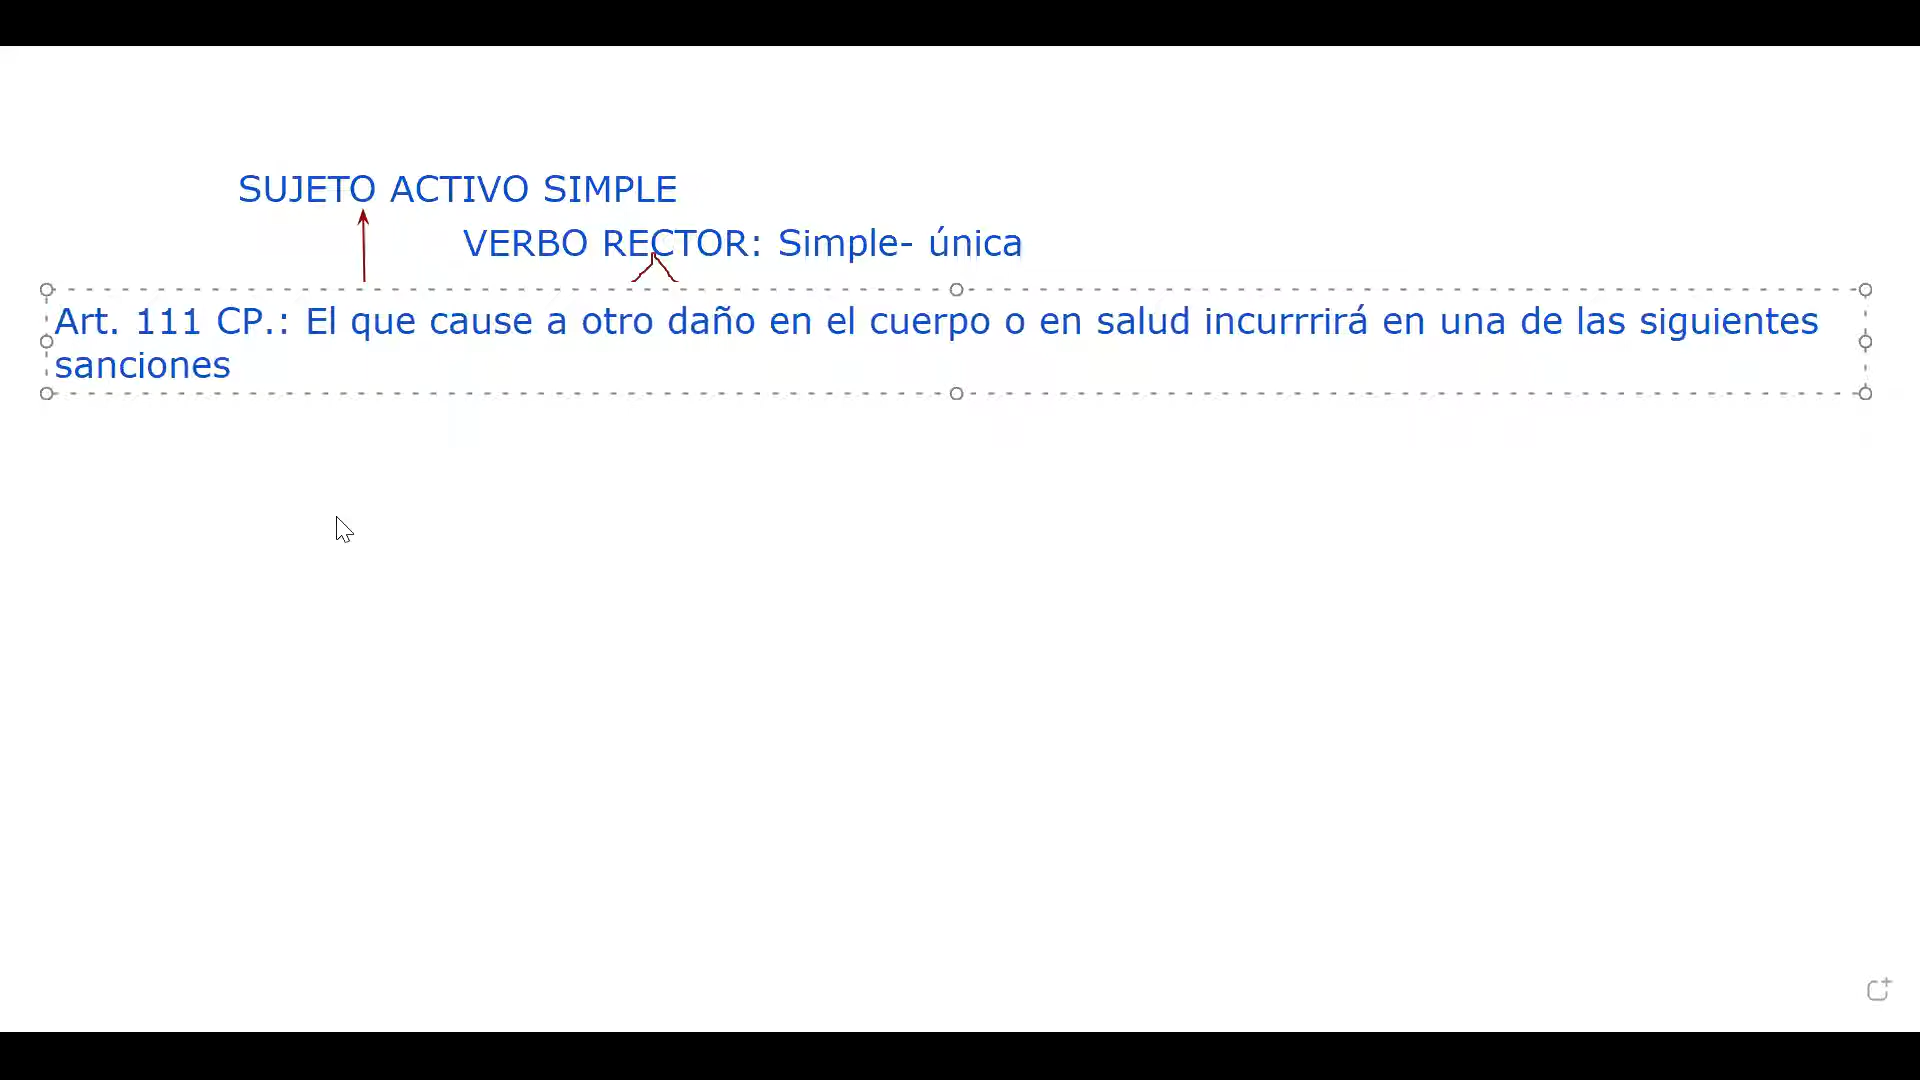 SUJETO ACTIVO SIMPLE
VERBO RECTOR: Simple- única
Art. 111 CP.: El que cause a otro daño en el cuerpo o en salud incurrrirá en una de las siguientes
sanciones